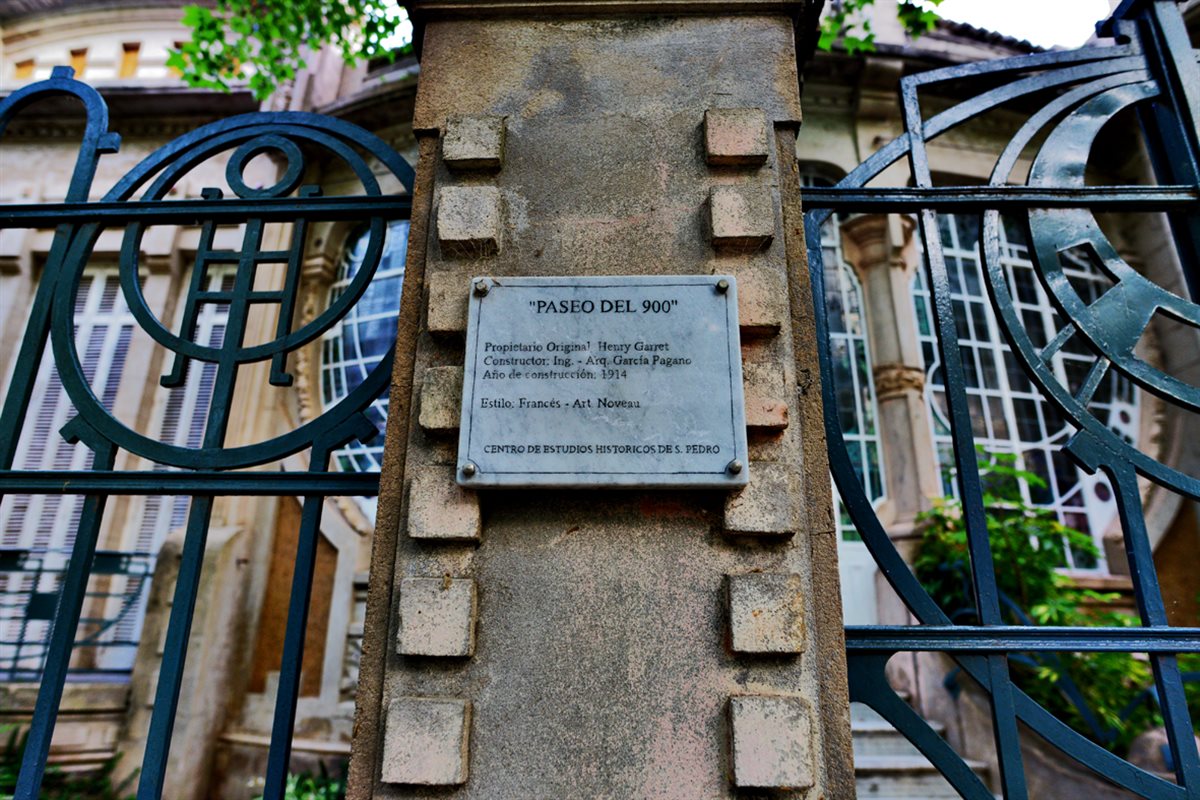 "PASEO DEL 900"
Propietario Original: Henry Garret
Constructor: Ing. - Arq. García Pagano
Año de construcción: 1914
Estilo: Francés - Art. Noveau
CENTRO DE ESTUDIOS HISTORICOS DE S. PEDRO